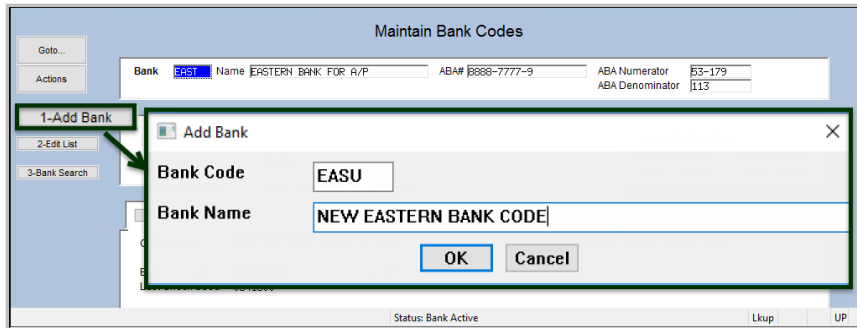 Maintain Bank Codes
Goto...
Actions
Bank EAST Name EASTERN BANK FOR A/P ABA# 8888-7777-9 ABA Numerator 53-179
ABA Denominator 113
1-Add Bank
2-Edit List
3-Bank Search
Add Bank
Bank Code EASU
Bank Name NEW EASTERN BANK CODE
OK Cancel
Status: Bank Active Lkup UP